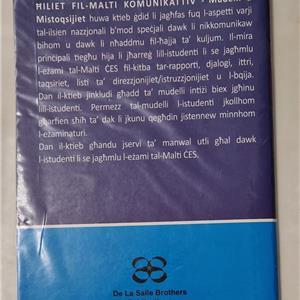 ĦILIET FIL-MALTI KOMUNIKATTIV -
Mistoqsijiet huwa ktieb ġdid li jagħfas fuq l-aspetti varji
tal-ilsien nazzjonali b'mod speċjali dawk li nikkomunikaw
bihom u dawk li nħaddmu fil-ħajja ta' kuljum. Il-mira
prinċipali tiegħu hija li jħarreġ lill-istudenti li se jagħmlu
l-eżami tal-Malti ĊES fil-kitba tar-rapporti, djalogi, ittri,
taqsiriet, listi ta' direzzjonijiet/istruzzjonijiet u l-bqija.
Dan il-ktieb jinkludi għadd ta' mudelli intiżi biex jgħinu
lill-istudenti. Permezz tal-mudelli l-istudenti jkollhom
għarfien sħiħ ta' dak li jkunu qegħdin jistennew minnhom
l-eżaminaturi.
Dan il-ktieb għandu jservi ta' manwal utli għal dawk
l-istudenti li se jagħmlu l-eżami tal-Malti ĊES.
De La Salle Brothers